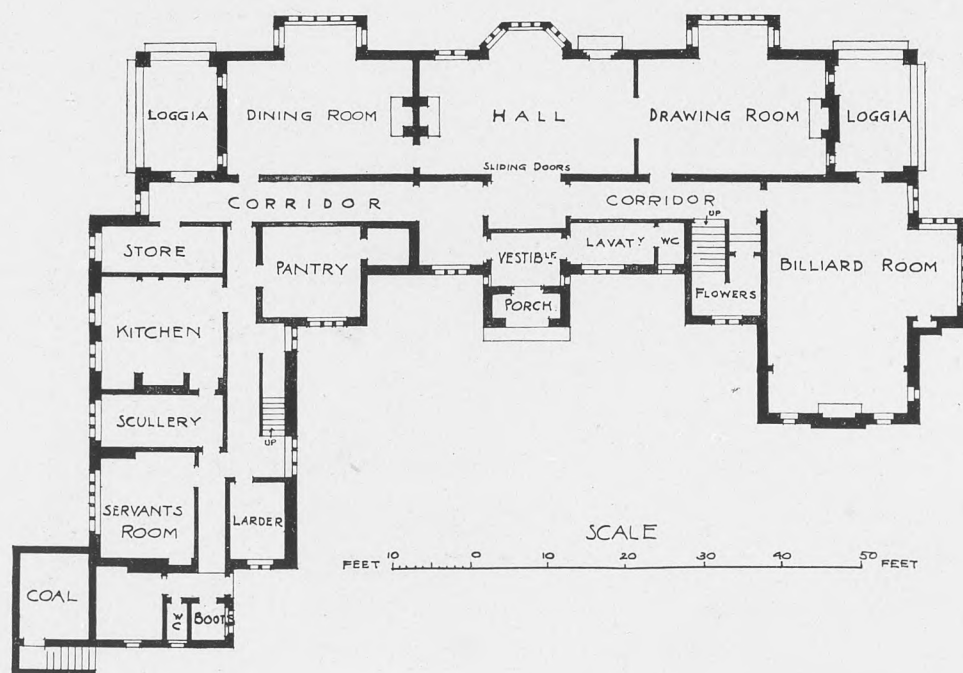 LOGGIA
DINING ROOM
HALL
DRAWING ROOM
LOGGIA
SLIDING DOORS
CORRIDOR
CORRIDOR
UP
STORE
PANTRY
VESTIBLE
LAVATY
WC
BILLIARD ROOM
FLOWERS
PORCH
KITCHEN
SCULLERY
UP
SERVANTS
ROOM
LARDER
SCALE
FEET 10 0 10 20 30 40 50 FEET
COAL
WC
BOOTS